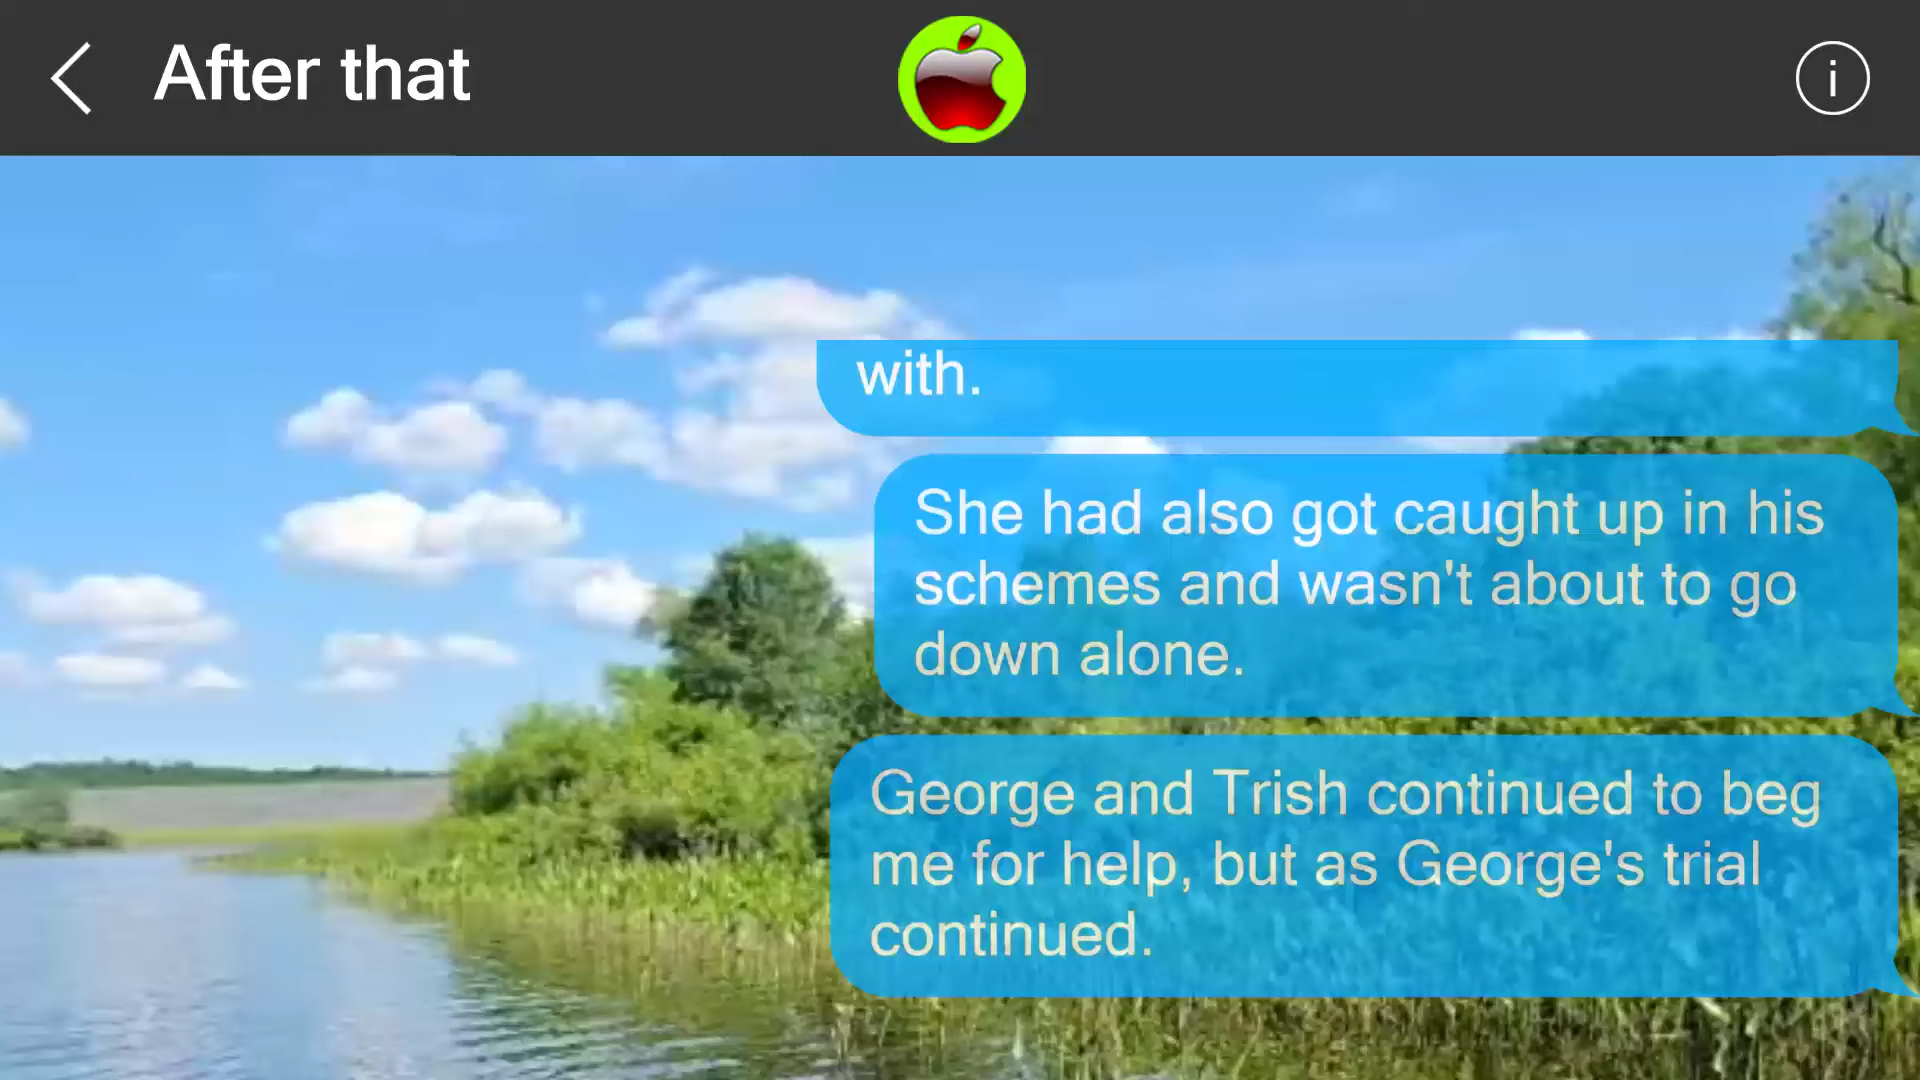 After that
i
with.
She had also got caught up in his
schemes and wasn't about to go
down alone.
George and Trish continued to beg
me for help, but as George's trial
continued.